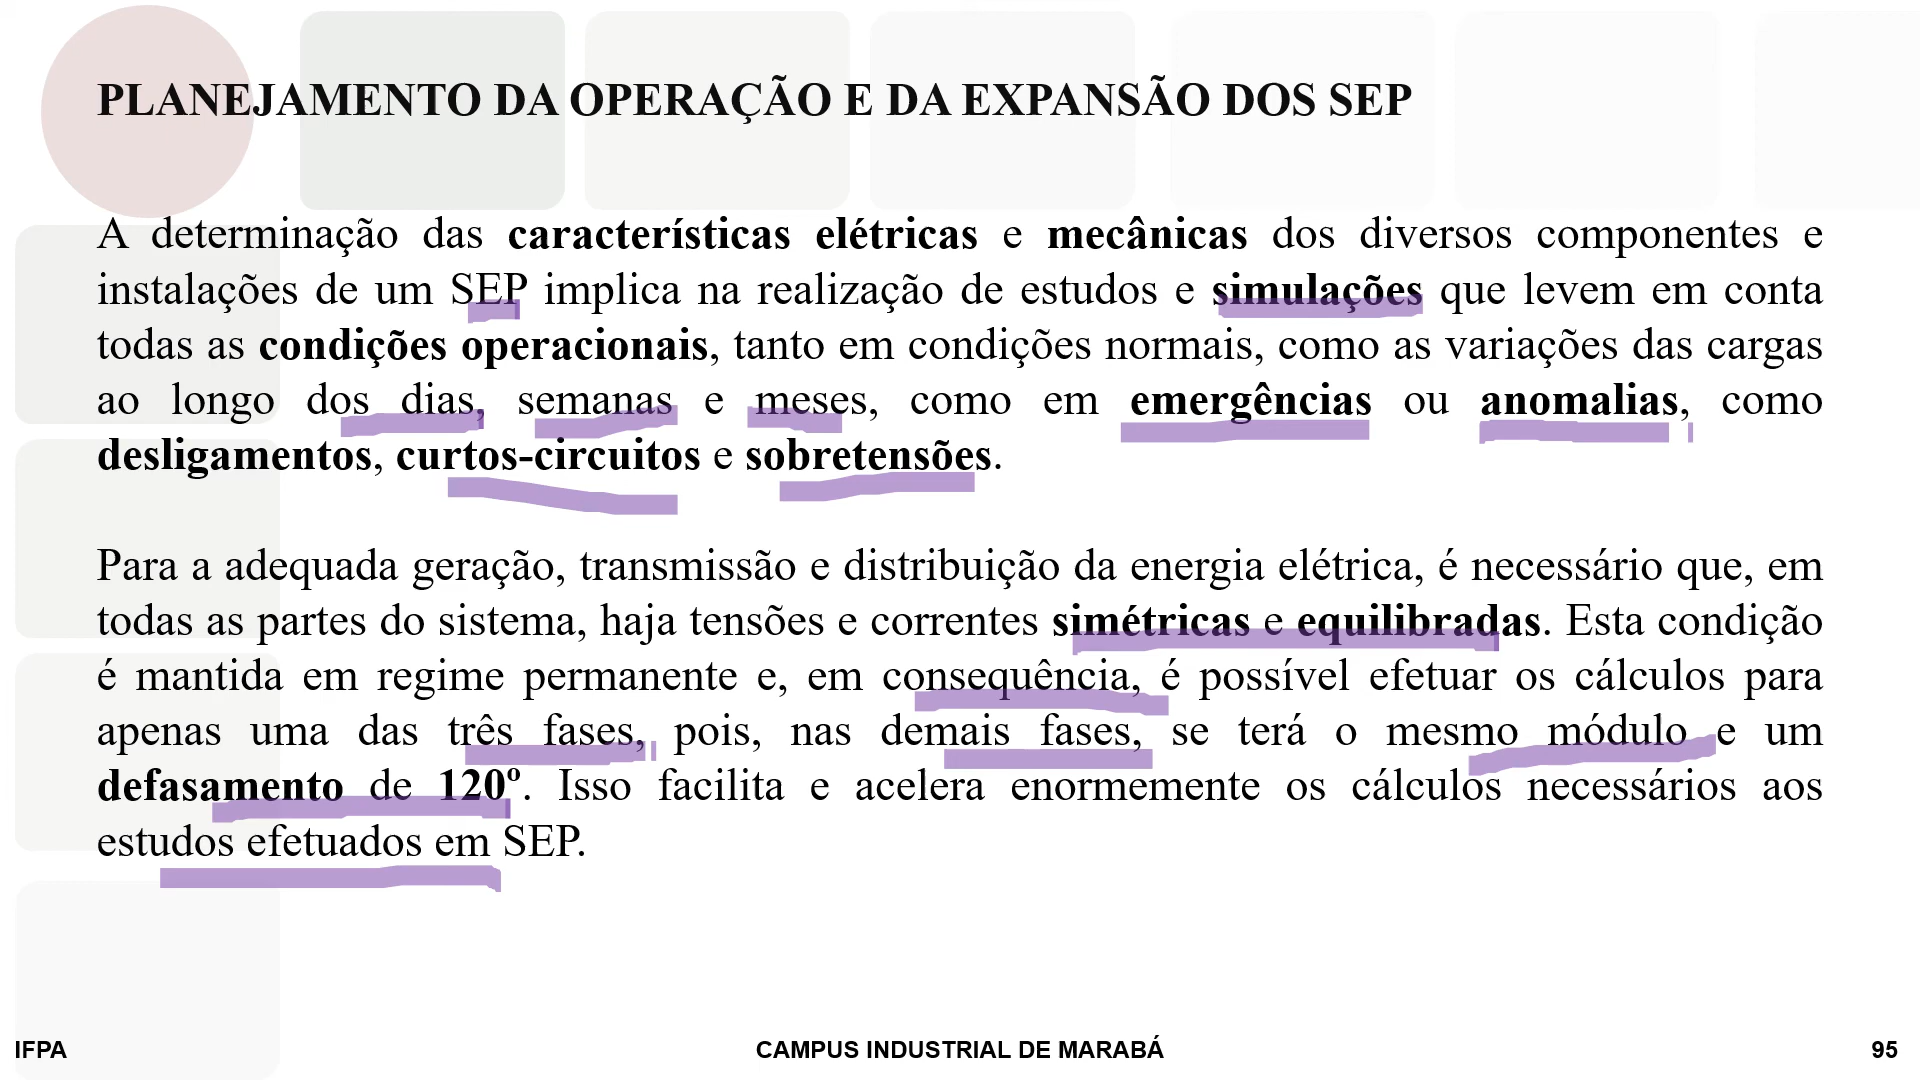 PLANEJAMENTO DA OPERAÇÃO E DA EXPANSÃO DOS SEP
A determinação das características elétricas e mecânicas dos diversos componentes e
instalações de um SEP implica na realização de estudos e simulações que levem em conta
todas as condições operacionais, tanto em condições normais, como as variações das cargas
ao longo dos dias, semanas e meses, como em emergências ou anomalias, como
desligamentos, curtos-circuitos e sobretensões.
Para a adequada geração, transmissão e distribuição da energia elétrica, é necessário que, em
todas as partes do sistema, haja tensões e correntes simétricas e equilibradas. Esta condição
é mantida em regime permanente e, em consequência, é possível efetuar os cálculos para
apenas uma das três fases, pois, nas demais fases, se terá o mesmo módulo e um
defasamento de 120º. Isso facilita e acelera enormemente os cálculos necessários aos
estudos efetuados em SEP.
IFPA
CAMPUS INDUSTRIAL DE MARABÁ
95